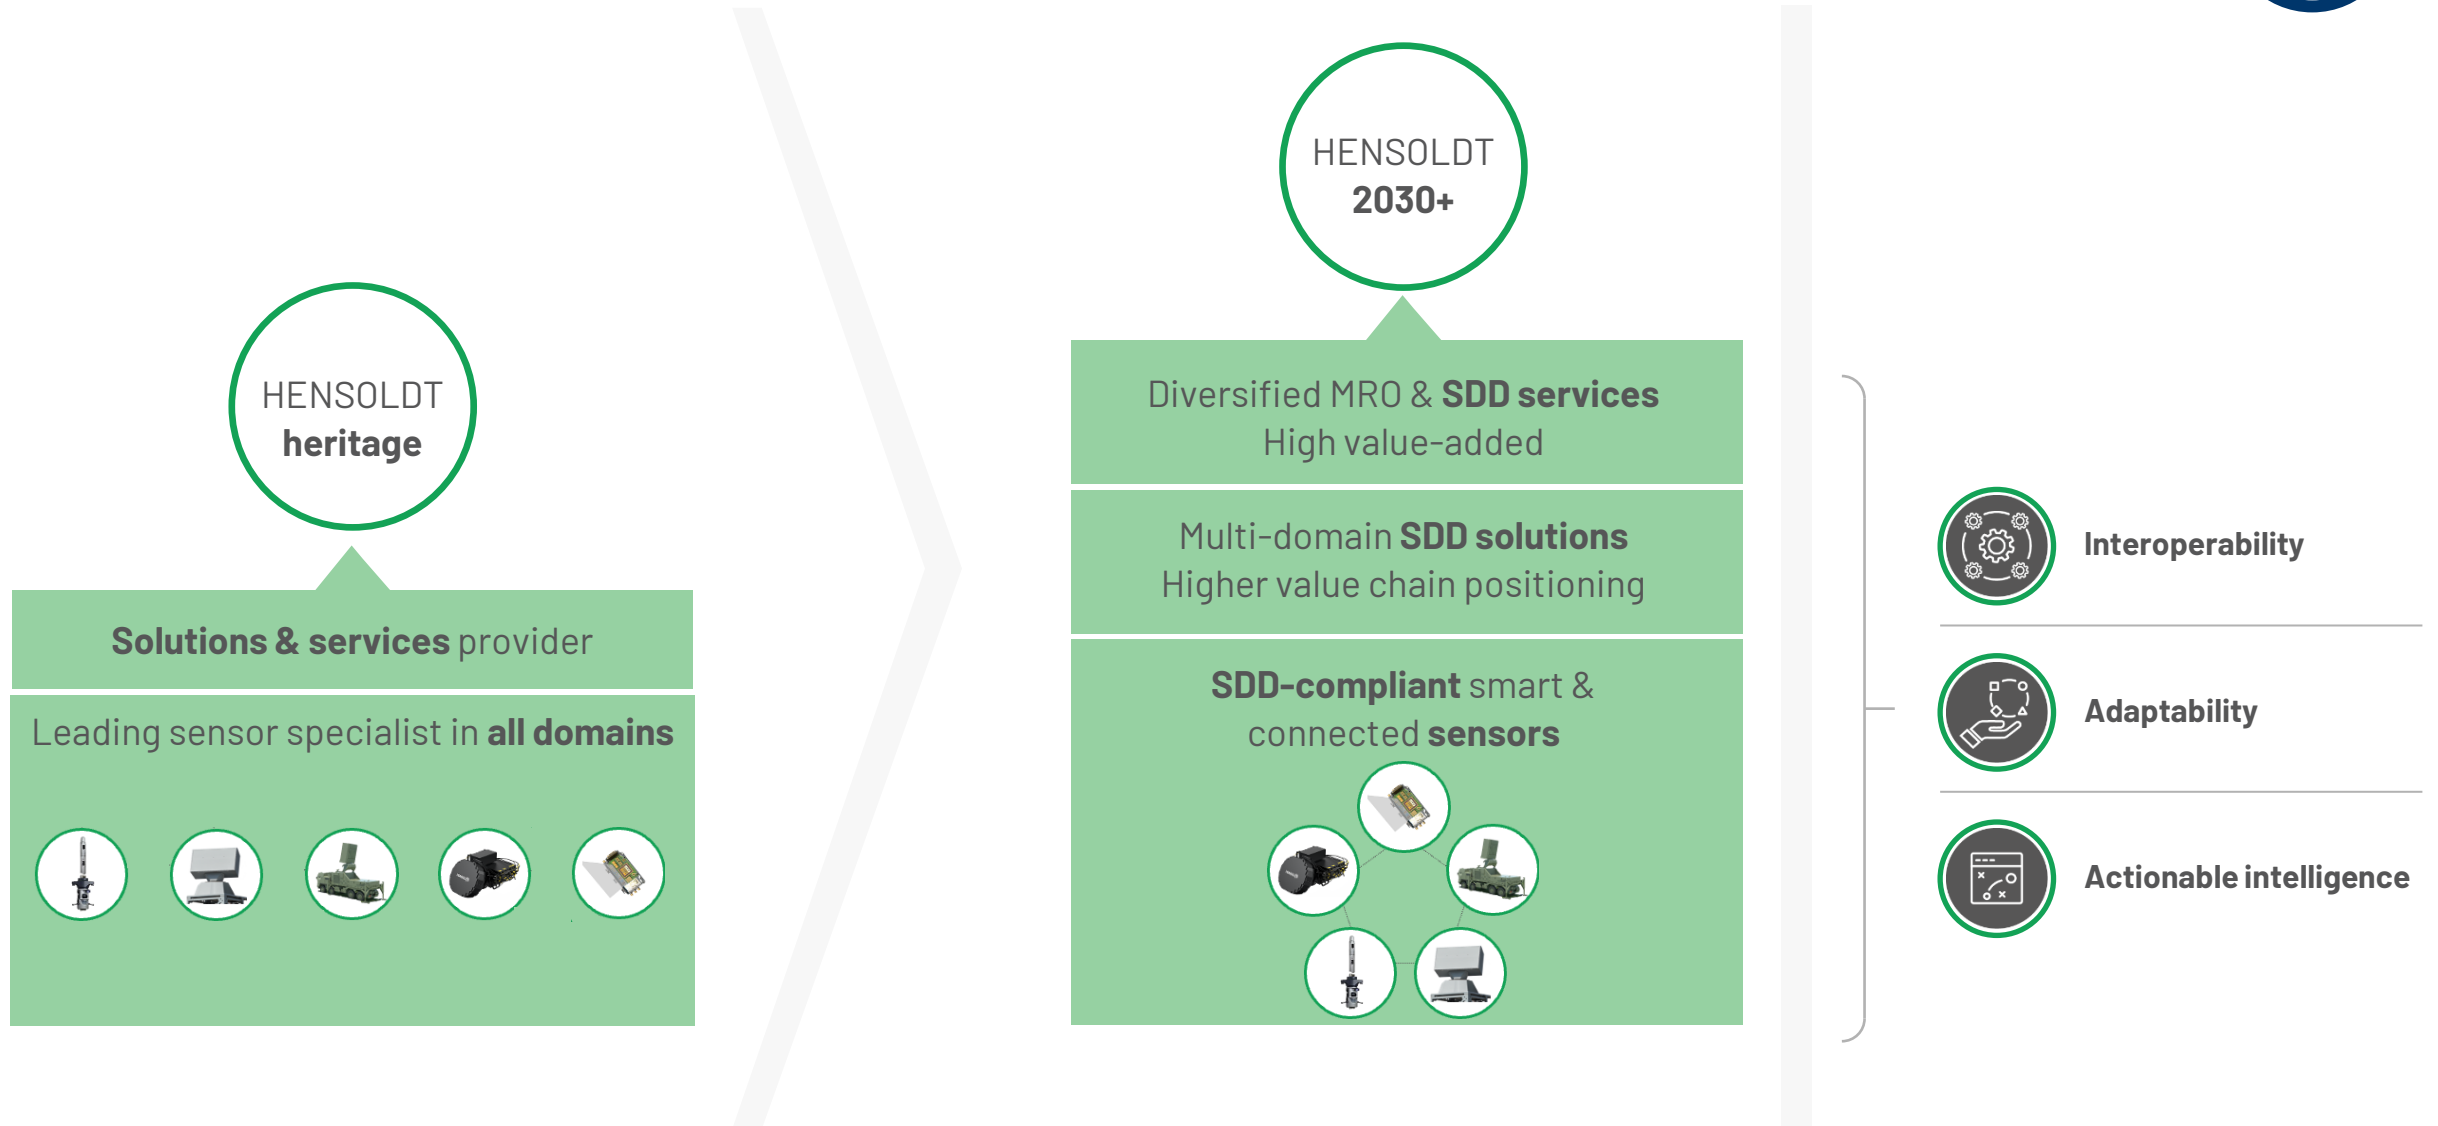 HENSOLDT
heritage
Solutions & services provider
Leading sensor specialist in all domains
HENSOLDT
2030+
Diversified MRO & SDD services
High value-added
Multi-domain SDD solutions
Higher value chain positioning
SDD-compliant smart &
connected sensors
Interoperability
Adaptability
Actionable intelligence